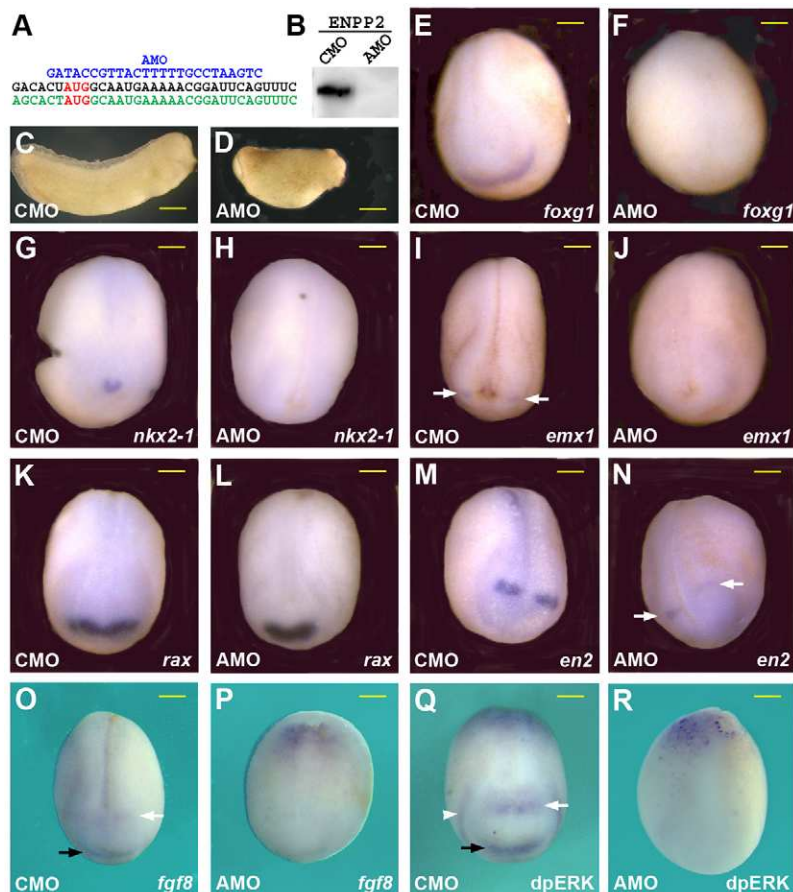 A
AMO
GATACCGTTACTTTTTGCCTAAGTC
GACACUAUGGCAAUGAAAAACGGAUUCAGUUUC
AGCACTAUGGCAAUGAAAAACGGAUUCAGUUUC
B
ENPP2
CMO AMO
E
CMO foxg1
F
AMO foxg1
C
CMO
D
AMO
G
CMO nkx2-1
H
AMO nkx2-1
I
CMO emx1
J
AMO emx1
K
CMO rax
L
AMO rax
M
CMO en2
N
AMO en2
O
CMO fgf8
P
AMO fgf8
Q
CMO dpERK
R
AMO dpERK